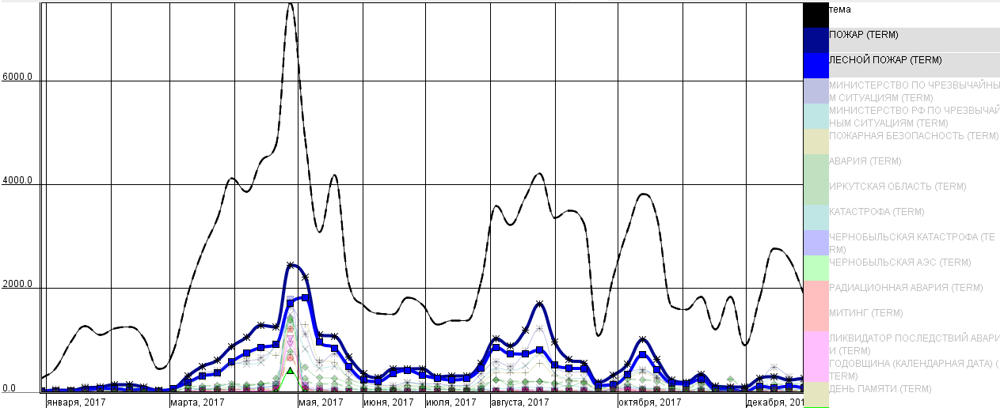 тема
ПОЖАР (TERM)
ЛЕСНОЙ ПОЖАР (TERM)
МИНИСТЕРСТВО ПО ЧРЕЗВЫЧАЙНЫ
М СИТУАЦИЯМ (TERM)
МИНИСТЕРСТВО РФ ПО ЧРЕЗВЫЧАЙ
НЫМ СИТУАЦИЯМ (TERM)
ПОЖАРНАЯ БЕЗОПАСНОСТЬ (TERM)
АВАРИЯ (TERM)
ИРКУТСКАЯ ОБЛАСТЬ (TERM)
КАТАСТРОФА (TERM)
ЧЕРНОБЫЛЬСКАЯ КАТАСТРОФА (TE
RM)
ЧЕРНОБЫЛЬСКАЯ АЭС (TERM)
РАДИАЦИОННАЯ АВАРИЯ (TERM)
МИТИНГ (TERM)
ЛИКВИДАТОР ПОСЛЕДСТВИЙ АВАРИ
И (TERM)
ГОДОВЩИНА (КАЛЕНДАРНАЯ ДАТА) (
TERM)
ДЕНЬ ПАМЯТИ (TERM)
6000.0
4000.0
2000.0
0.0
января, 2017
марта, 2017
мая, 2017
июня, 2017
июля, 2017
августа, 2017
октября, 2017
декабря, 201